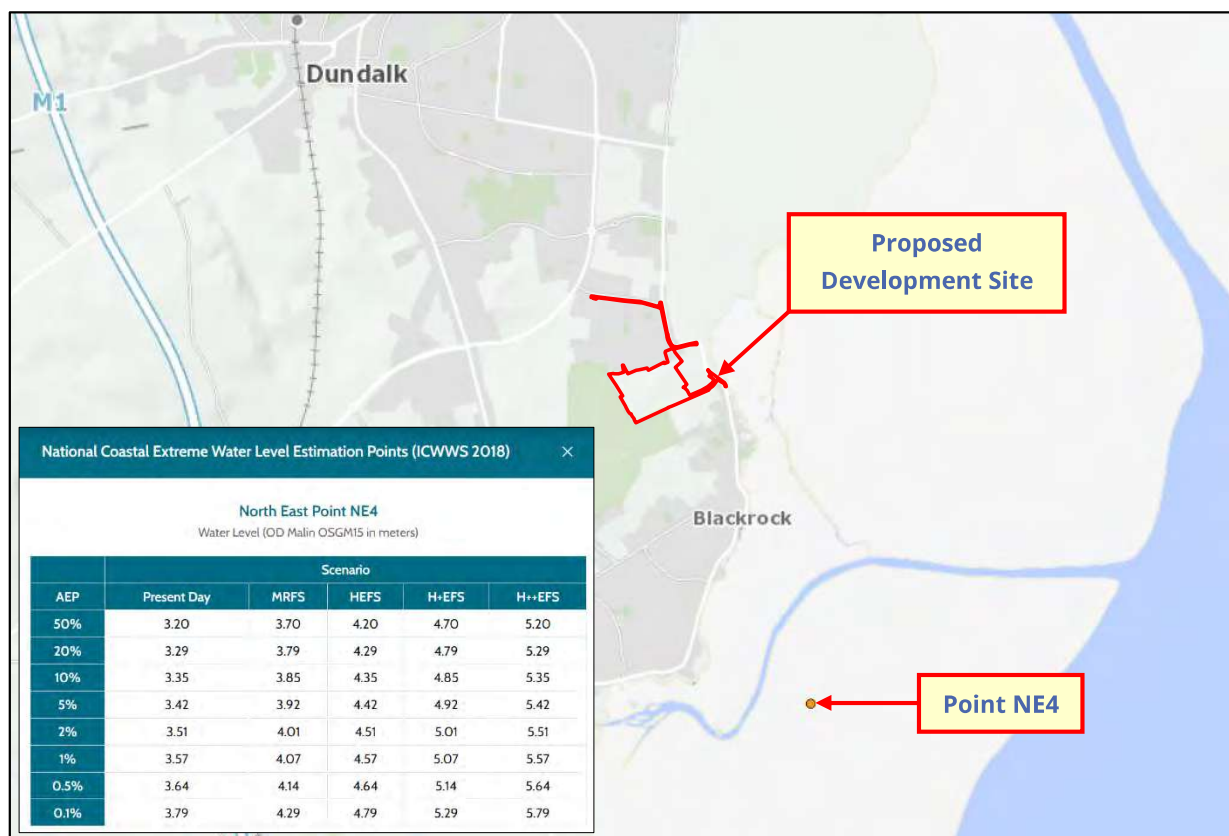 Dundalk
M1
Proposed
Development Site
Blackrock
Point NE4
National Coastal Extreme Water Level Estimation Points (ICWWS 2018) ×
North East Point NE4
Water Level (OD Malin OSGM15 in meters)
Scenario
AEP Present Day MRFS HEFS H+EFS H++EFS
50% 3.20 3.70 4.20 4.70 5.20
20% 3.29 3.79 4.29 4.79 5.29
10% 3.35 3.85 4.35 4.85 5.35
5% 3.42 3.92 4.42 4.92 5.42
2% 3.51 4.01 4.51 5.01 5.51
1% 3.57 4.07 4.57 5.07 5.57
0.5% 3.64 4.14 4.64 5.14 5.64
0.1% 3.79 4.29 4.79 5.29 5.79